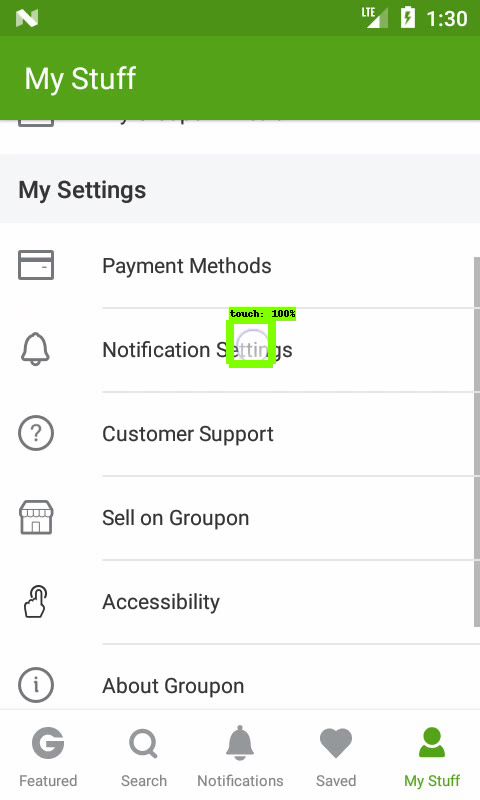 LTE 1:30
My Stuff
My Settings
Payment Methods
touch: 100%
Notification Settings
Customer Support
Sell on Groupon
Accessibility
About Groupon
Featured Search Notifications Saved My Stuff